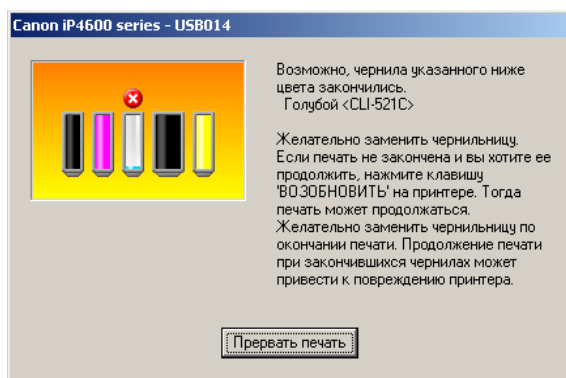 Canon iP4600 series - USB014
Возможно, чернила указанного ниже
цвета закончились.
Голубой <CLI-521C>
Желательно заменить чернильницу.
Если печать не закончена и вы хотите ее
продолжить, нажмите клавишу
'ВОЗОБНОВИТЬ' на принтере. Тогда
печать может продолжаться.
Желательно заменить чернильницу по
окончании печати. Продолжение печати
при закончившихся чернилах может
привести к повреждению принтера.
Прервать печать